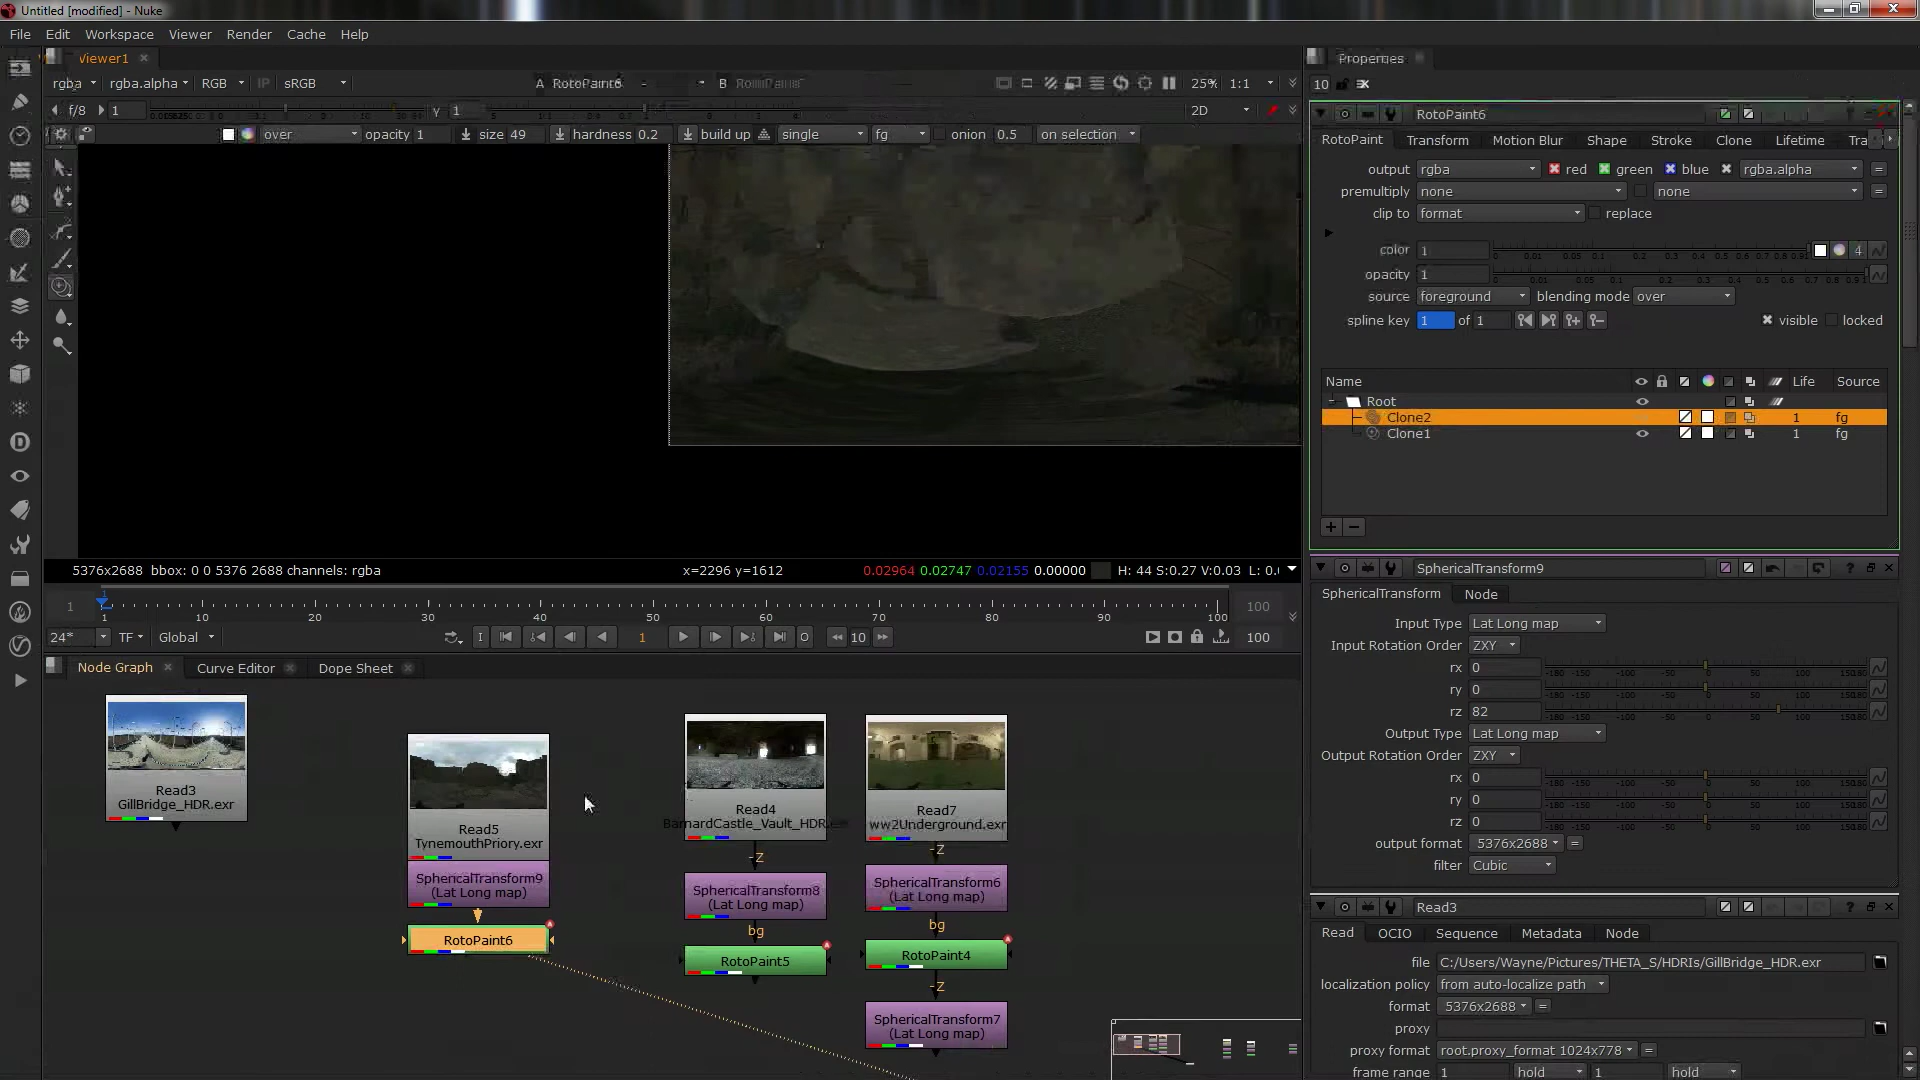 Untitled [modified] - Nuke
File Edit Workspace Viewer Render Cache Help
Viewer1
rgba rgba.alpha RGB IP sRGB A RotoPaint6 - B 25% 1:1
f/8 1 Y 1 2D
over opacity 1 size 49 hardness 0.2 build up single fg onion 0.5 on selection
5376x2688 bbox: 0 0 5376 2688 channels: rgba x=2296 y=1612 0.02964 0.02747 0.02155 0.00000 H: 44 S:0.27 V:0.03 L: 0.
1 1 10 20 30 40 50 60 70 80 90 100 100
24* TF Global 1 10 100
Node Graph Curve Editor Dope Sheet
Read3
GillBridge_HDR.exr
Read5
TynemouthPriory.exr
SphericalTransform9
(Lat Long map)
RotoPaint6
Read4
BarnardCastle_Vault_HDR.exr
-Z
SphericalTransform8
(Lat Long map)
bg
RotoPaint5
Read7
ww2Underground.exr
-Z
SphericalTransform6
(Lat Long map)
bg
RotoPaint4
-Z
SphericalTransform7
(Lat Long map)
Properties
10
RotoPaint6
RotoPaint Transform Motion Blur Shape Stroke Clone Lifetime Tra
output rgba red green blue rgba.alpha =
premultiply none none =
clip to format replace
color 1 4
opacity 1
source foreground blending mode over
spline key 1 of 1 visible locked
Name Life Source
Root
Clone2 1 fg
Clone1 1 fg
SphericalTransform9
SphericalTransform Node
Input Type Lat Long map
Input Rotation Order ZXY
rx 0
ry 0
rz 82
Output Type Lat Long map
Output Rotation Order ZXY
rx 0
ry 0
rz 0
output format 5376x2688 =
filter Cubic
Read3
Read OCIO Sequence Metadata Node
file C:/Users/Wayne/Pictures/THETA_S/HDRIs/GillBridge_HDR.exr
localization policy from auto-localize path
format 5376x2688 =
proxy
proxy format root.proxy_format 1024x778 =
frame range 1 hold 1 hold